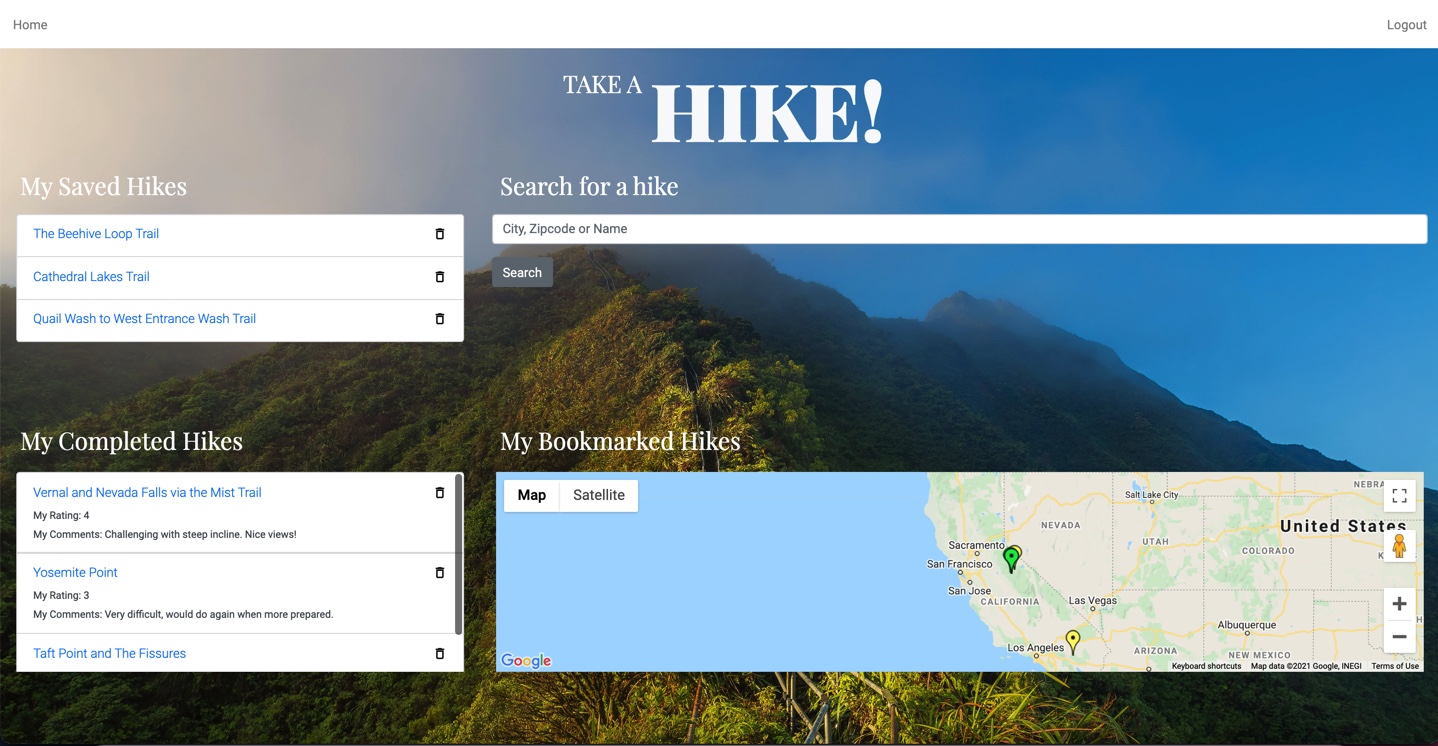 Home
Logout
TAKE A HIKE!
My Saved Hikes
The Beehive Loop Trail
Cathedral Lakes Trail
Quail Wash to West Entrance Wash Trail
Search for a hike
City, Zipcode or Name
Search
My Completed Hikes
Vernal and Nevada Falls via the Mist Trail
My Rating: 4
My Comments: Challenging with steep incline. Nice views!
Yosemite Point
My Rating: 3
My Comments: Very difficult, would do again when more prepared.
Taft Point and The Fissures
My Bookmarked Hikes
Map
Satellite
Salt Lake City
NEBRA
United States
NEVADA
UTAH
COLORADO
K
Sacramento
San Francisco
San Jose
CALIFORNIA
Las Vegas
Albuquerque
Los Angeles
ARIZONA
NEW MEXICO
Google
Keyboard shortcuts
Map data ©2021 Google, INEGI
Terms of Use